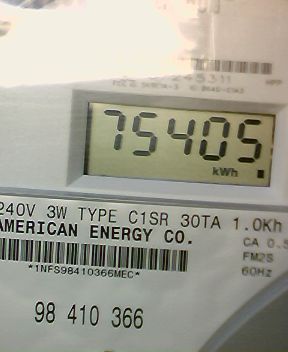 75405
kWh
240V 3W TYPE C1SR 30TA 1.0Kh
AMERICAN ENERGY CO.
CA 0.5
FM2S
60Hz
*1NFS98410366MEC*
98 410 366